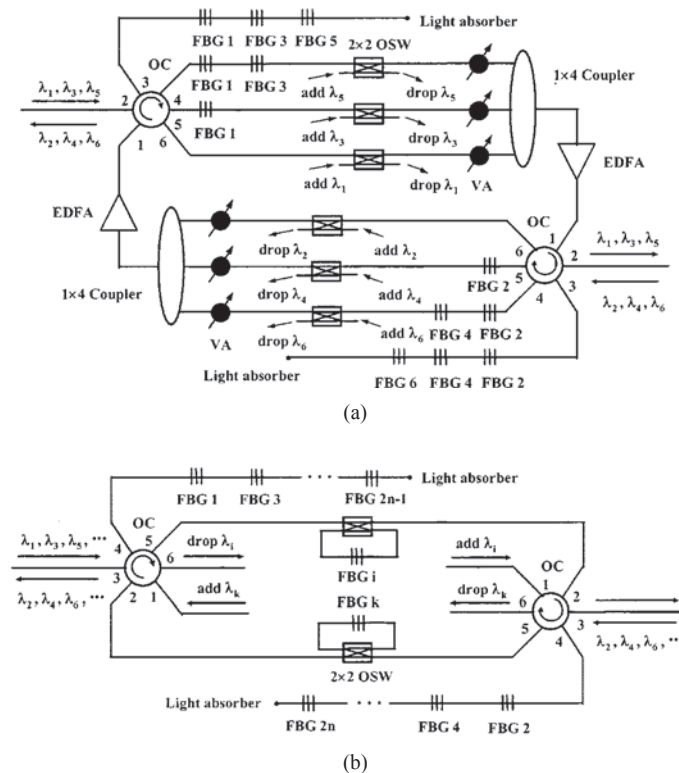 FBG 1 FBG 3 FBG 5 Light absorber
OC 2×2 OSW
3
FBG 1 FBG 3 add λ5 drop λ5 1×4 Coupler
λ1, λ3, λ5 2 4
λ2, λ4, λ6 5 FBG 1 add λ3 drop λ3
1 6
add λ1 drop λ1 VA EDFA
EDFA
OC
1 λ1, λ3, λ5
drop λ2 add λ2 6 2
FBG 2 5 3
1×4 Coupler drop λ4 add λ4 4 λ2, λ4, λ6
VA drop λ6 add λ6 FBG 4 FBG 2
Light absorber
FBG 6 FBG 4 FBG 2
(a)
FBG 1 FBG 3 · · · FBG 2n-1 Light absorber
OC
λ1, λ3, λ5, ··· 4 5 drop λi add λi OC
3 6 FBG i 1 2
λ2, λ4, λ6, ··· 2 1 add λk FBG k drop λk 6 3
5 4 λ2, λ4, λ6, ··
2×2 OSW
Light absorber
FBG 2n · · · FBG 4 FBG 2
(b)